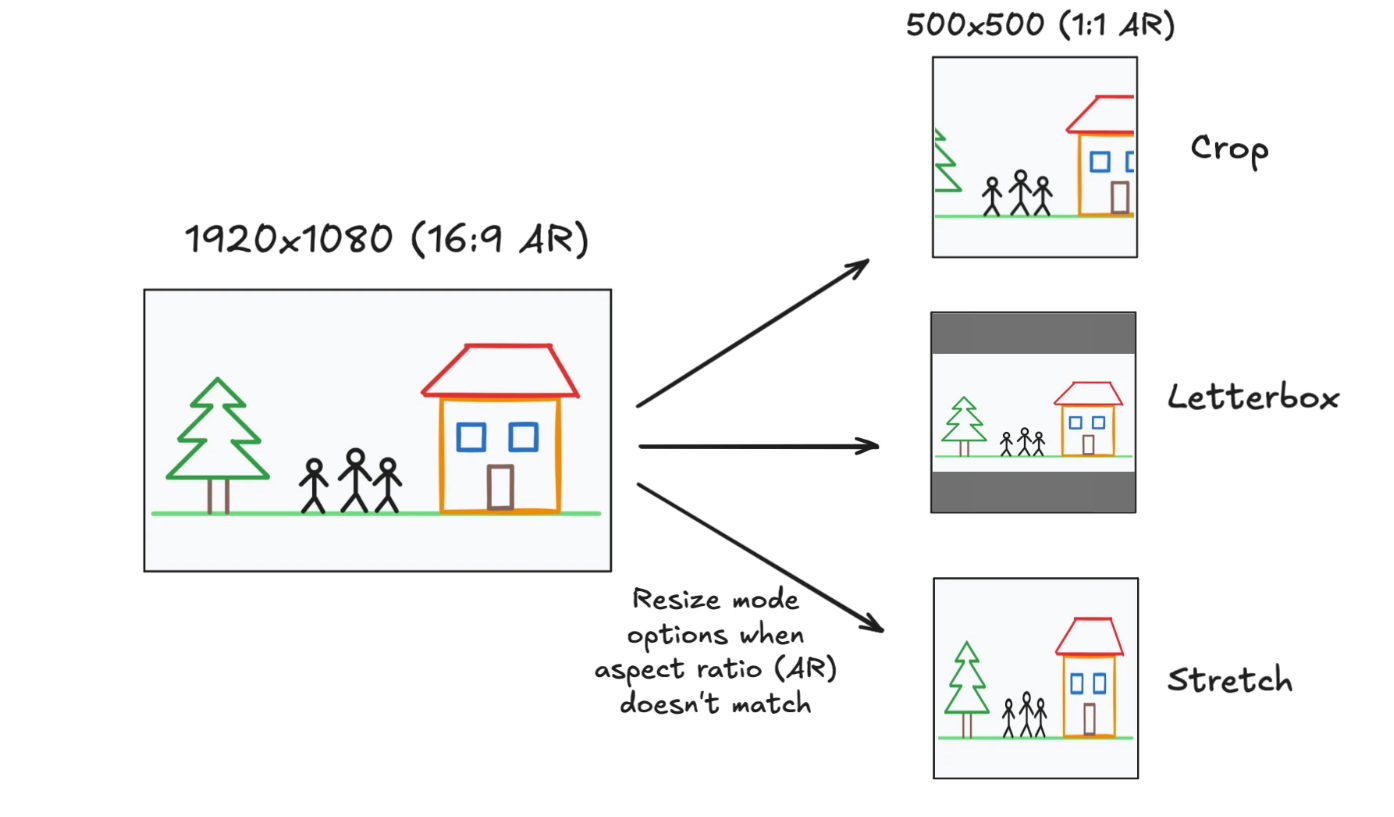 500x500 (1:1 AR)
Crop
1920x1080 (16:9 AR)
Letterbox
Resize mode
options when
aspect ratio (AR)
doesn't match
Stretch